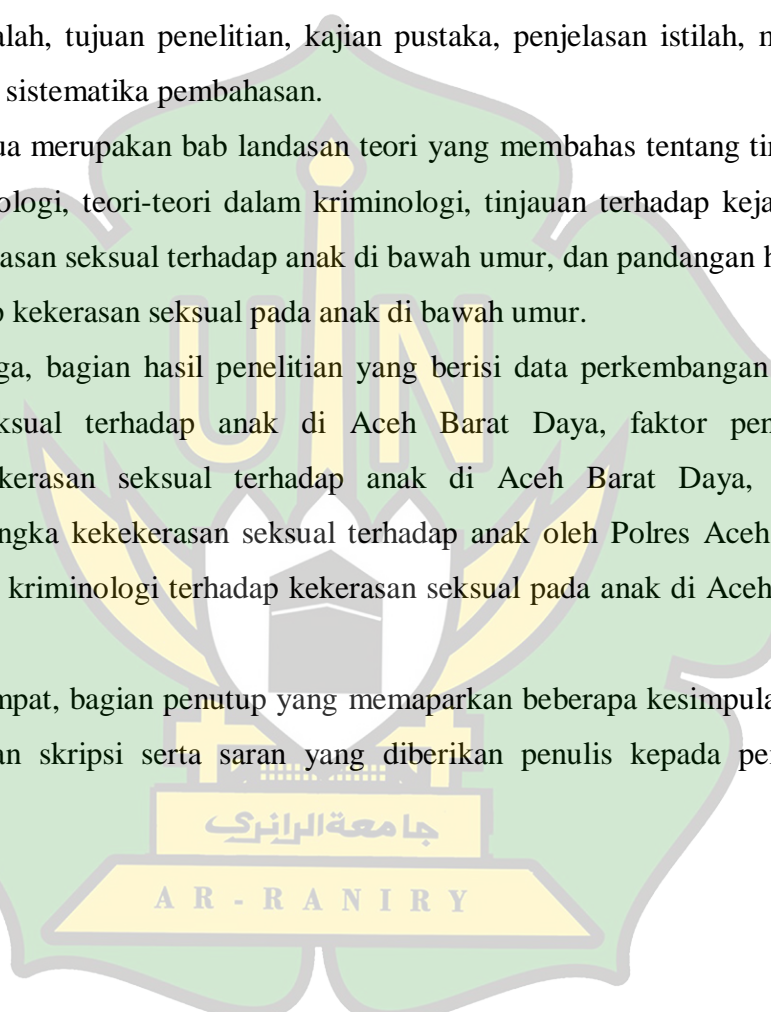 alah, tujuan penelitian, kajian pustaka, penjelasan istilah,
sistematika pembahasan.
ua merupakan bab landasan teori yang membahas tentang tin
ologi, teori-teori dalam kriminologi, tinjauan terhadap keja
asan seksual terhadap anak di bawah umur, dan pandangan h
kekerasan seksual pada anak di bawah umur.
ga, bagian hasil penelitian yang berisi data perkembangan
ksual terhadap anak di Aceh Barat Daya, faktor pen
kerasan seksual terhadap anak di Aceh Barat Daya,
ngka kekekerasan seksual terhadap anak oleh Polres Aceh
kriminologi terhadap kekerasan seksual pada anak di Aceh
mpat, bagian penutup yang memaparkan beberapa kesimpula
an skripsi serta saran yang diberikan penulis kepada per
UIN
جامعة الرانري
AR-RANIRY